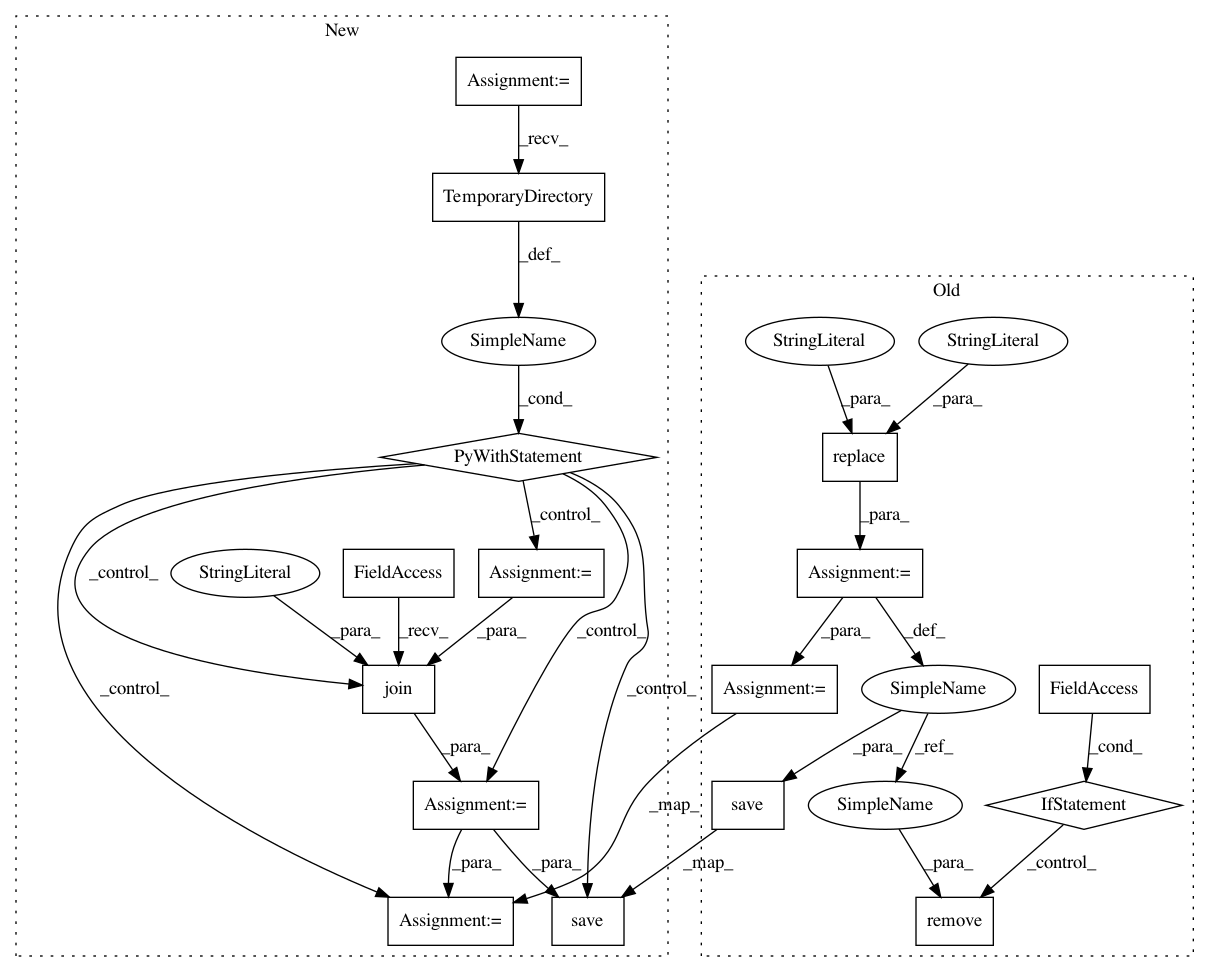 New
Assignment:=
_recv_
TemporaryDirectory
_def_
Old
SimpleName
StringLiteral
StringLiteral
_cond_
_para_
_para_
PyWithStatement
replace
_control_
_para_
_control_
StringLiteral
FieldAccess
Assignment:=
Assignment:=
_para_
_recv_
_para_
_control_
_para_
_def_
_control_
join
_control_
Assignment:=
SimpleName
FieldAccess
_para_
_para_
_ref_
_cond_
Assignment:=
_map_
save
SimpleName
IfStatement
_para_
_para_
_map_
_para_
_control_
Assignment:=
save
remove